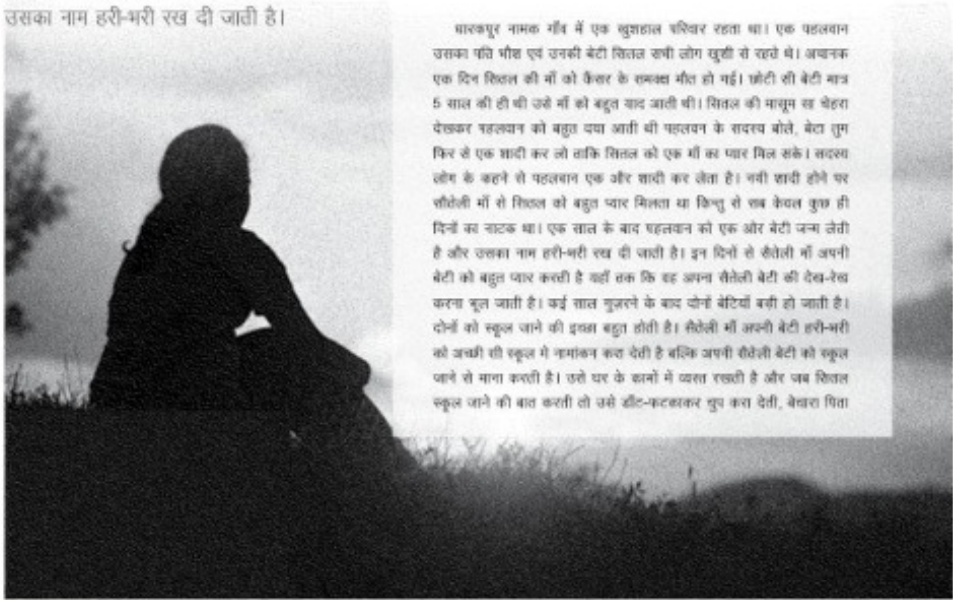 उसका नाम हरी-भरी रख दी जाती है।
धारकपुर नामक गाँव में एक खुशहाल परिवार रहता था। एक पहलवान
उसका पति भौश एवं उनकी बेटी सितल सभी लोग खुशी से रहते थे। अचानक
एक दिन सितल की माँ को कैंसर के समक्ष मौत हो गई। छोटी सी बेटी मात्र
5 साल की ही थी उसे माँ को बहुत याद आती थी। सितल की मासूम सा चेहरा
देखकर पहलवान को बहुत दया आती थी पहलवन के सदस्य बोले, बेटा तुम
फिर से एक शादी कर लो ताकि सितल को एक माँ का प्यार मिल सके। सदस्य
लोग के कहने से पहलवान एक और शादी कर लेता है। नयी शादी होने पर
सौतेली माँ से सितल को बहुत प्यार मिलता था किन्तु से सब केवल कुछ ही
दिनों का नाटक था। एक साल के बाद पहलवान को एक ओर बेटी जन्म लेती
है और उसका नाम हरी-भरी रख दी जाती है। इन दिनों से सैतेली माँ अपनी
बेटी को बहुत प्यार करती है यहाँ तक कि वह अपना सैतेली बेटी की देख-रेख
करना भूल जाती है। कई साल गुज़रने के बाद दोनों बेटियाँ बड़ी हो जाती है।
दोनों को स्कूल जाने की इच्छा बहुत होती है। सैतेली माँ अपनी बेटी हरी-भरी
को अच्छी सी स्कूल मे नामांकन करा देती है बल्कि अपनी सैतेली बेटी को स्कूल
जाने से माना करती है। उसे घर के कामों में व्यस्त रखती है और जब सितल
स्कूल जाने की बात करती तो उसे डाँट-फटकाकर चुप करा देती, बेचारा पिता